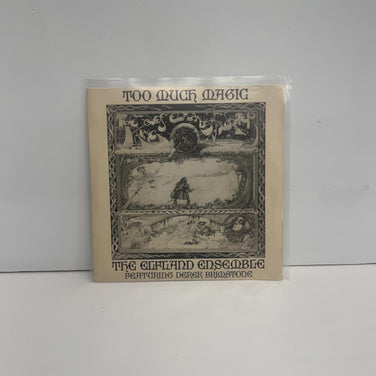 TOO MUCH MAGIC
THE ELFLAND ENSEMBLE
FEATURING DEREK BRIMSTONE